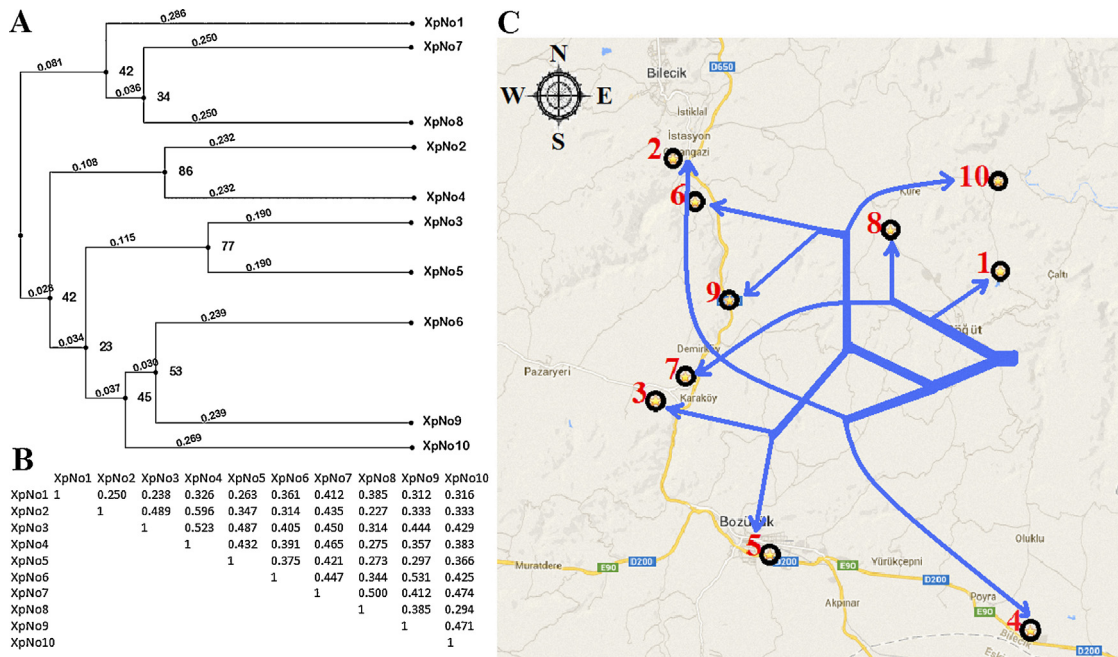 A
0.286
XpNo1
0.250
XpNo7
0.081
42
0.036
34
0.250
XpNo8
0.232
XpNo2
0.108
86
0.232
XpNo4
0.190
XpNo3
0.115
77
0.190
XpNo5
0.028
42
0.239
XpNo6
0.034
23
0.030
53
0.037
45
0.239
XpNo9
0.269
XpNo10
B
XpNo1 XpNo2 XpNo3 XpNo4 XpNo5 XpNo6 XpNo7 XpNo8 XpNo9 XpNo10
XpNo1 1 0.250 0.238 0.326 0.263 0.361 0.412 0.385 0.312 0.316
XpNo2 1 0.489 0.596 0.347 0.314 0.435 0.227 0.333 0.333
XpNo3 1 0.523 0.487 0.405 0.450 0.314 0.444 0.429
XpNo4 1 0.432 0.391 0.465 0.275 0.357 0.383
XpNo5 1 0.375 0.421 0.273 0.297 0.366
XpNo6 1 0.447 0.344 0.531 0.425
XpNo7 1 0.500 0.412 0.474
XpNo8 1 0.385 0.294
XpNo9 1 0.471
XpNo10 1
C
N
W E
S
D650
Bilecik
İstiklal
İstasyon
2
6
Küre
10
8
1
Çaltı
9
Demirköy
Pazaryeri
7
3
Karaköy
5
Muratdere
E90
D200
E90
Yürükçepni
Oluklu
D200
Akpınar
Poyra
E90
4
Bilecik
D200